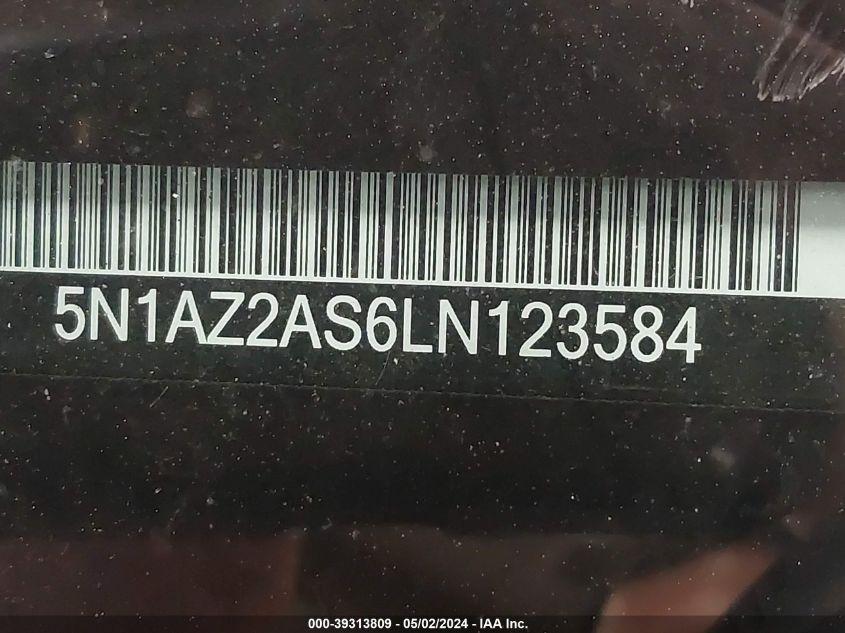 5N1AZ2AS6LN123584
000-39313809 - 05/02/2024 - IAA Inc.